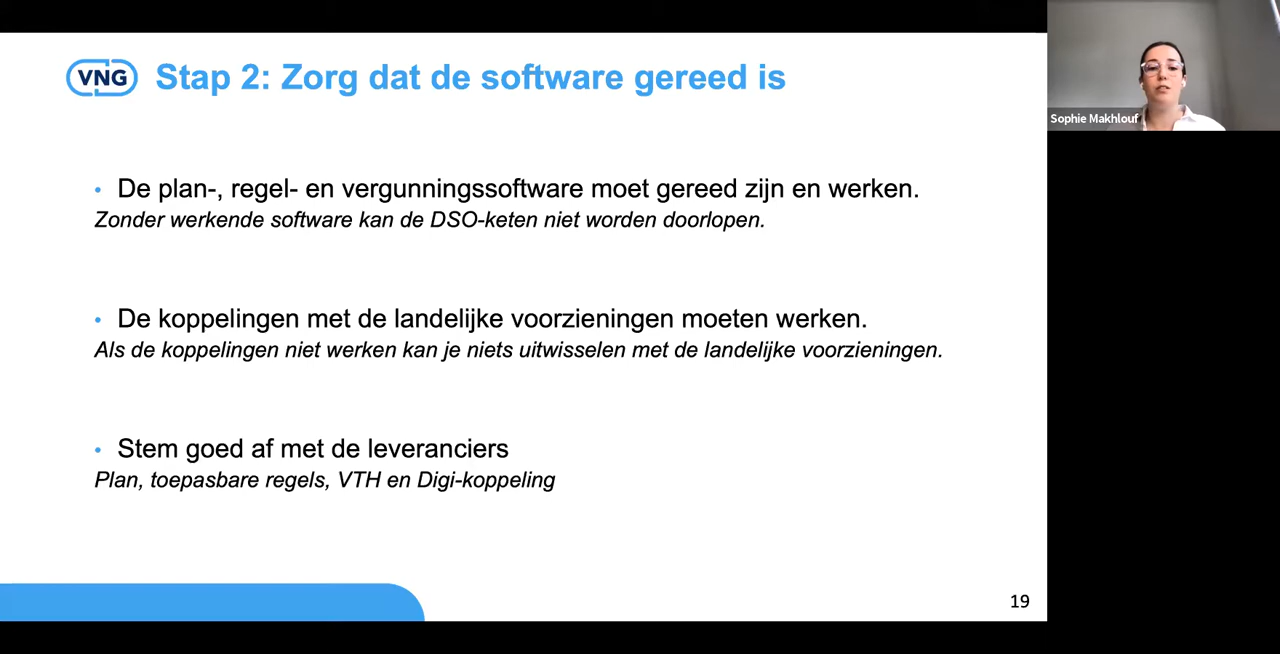 VNG
Stap 2: Zorg dat de software gereed is
Sophie Makhlouf
• De plan-, regel- en vergunningssoftware moet gereed zijn en werken.
Zonder werkende software kan de DSO-keten niet worden doorlopen.
• De koppelingen met de landelijke voorzieningen moeten werken.
Als de koppelingen niet werken kan je niets uitwisselen met de landelijke voorzieningen.
• Stem goed af met de leveranciers
Plan, toepasbare regels, VTH en Digi-koppeling
19